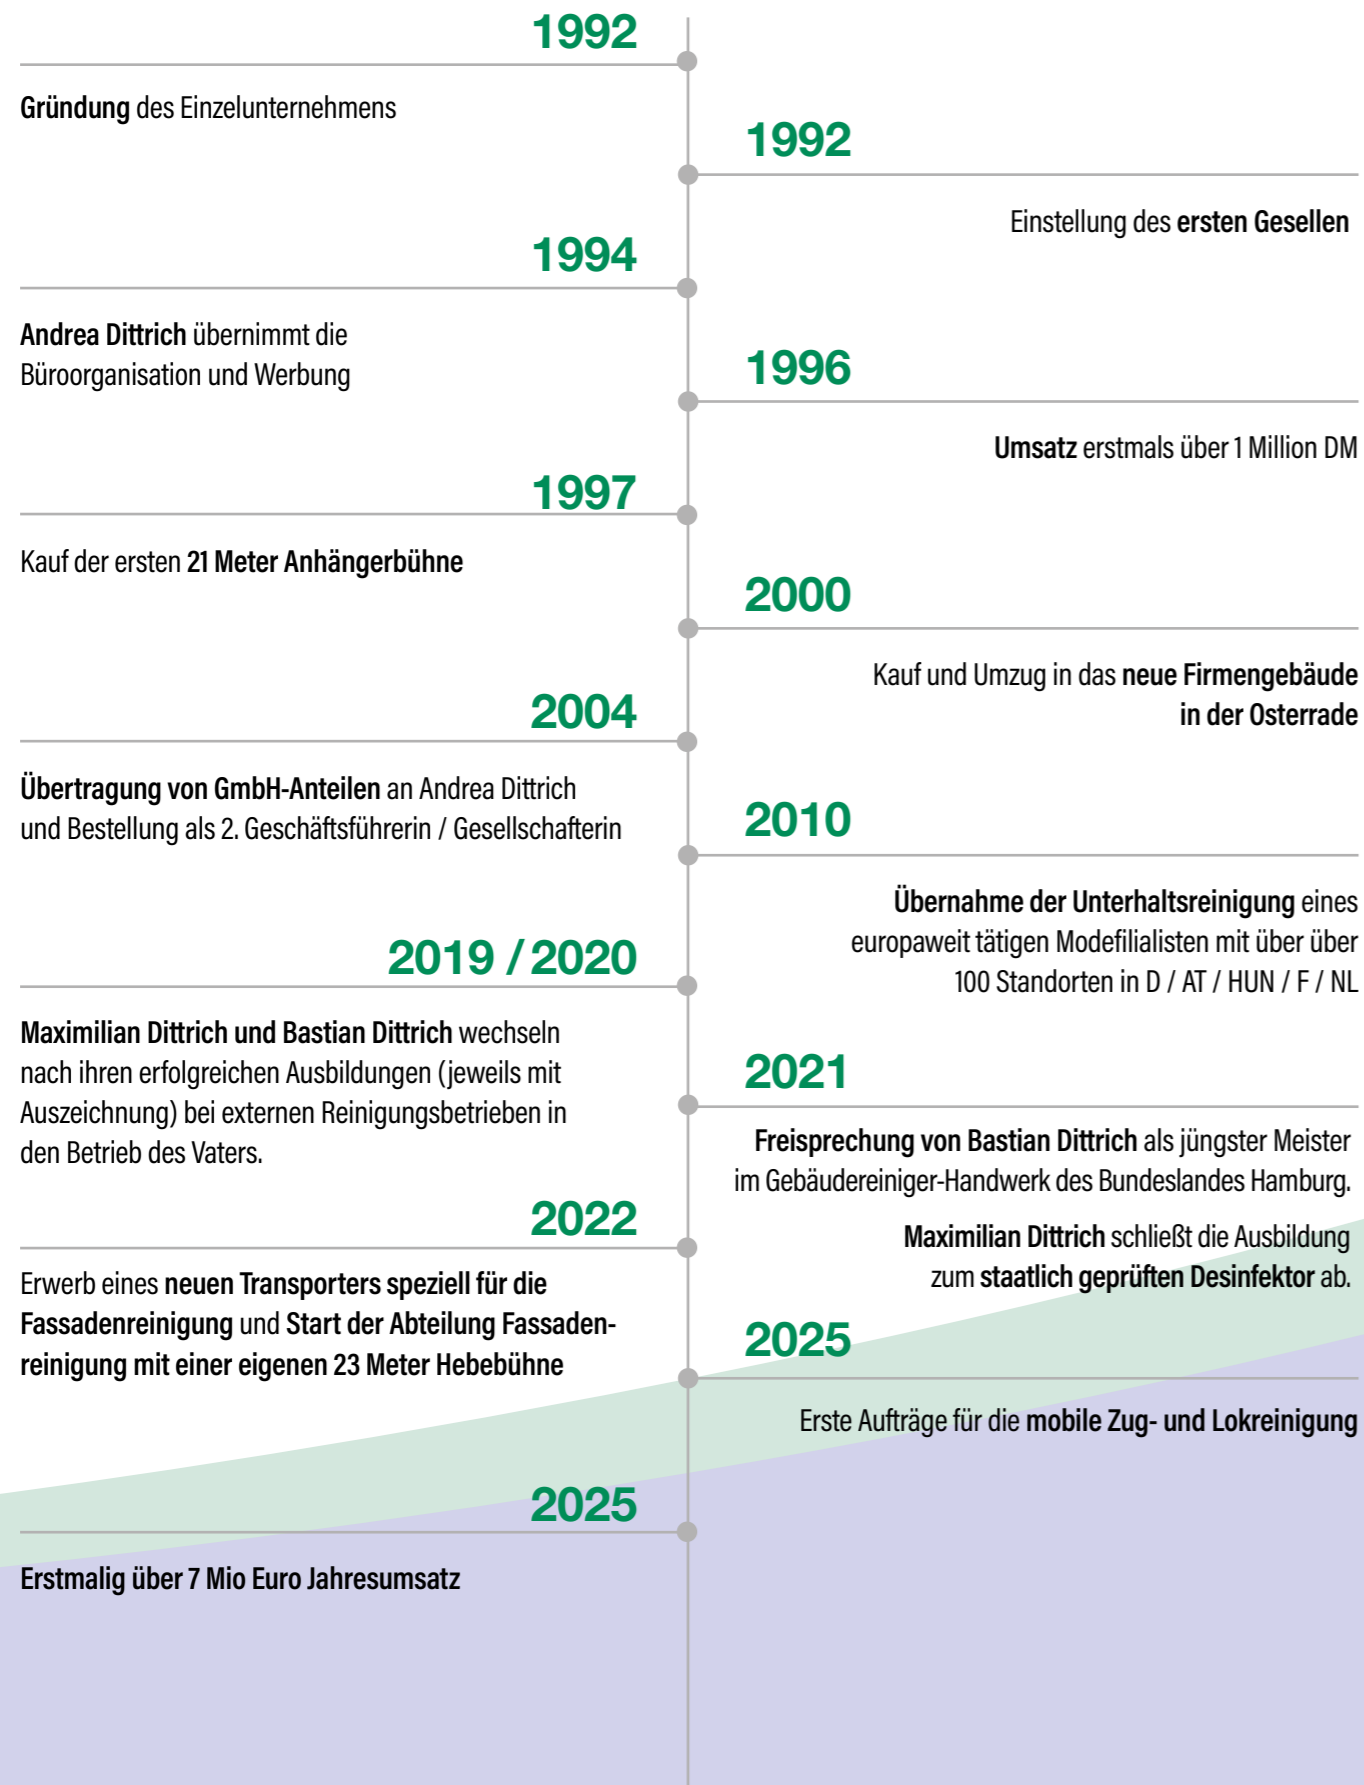 1992
Gründung des Einzelunternehmens
1992
Einstellung des ersten Gesellen
1994
Andrea Dittrich übernimmt die
Büroorganisation und Werbung
1996
Umsatz erstmals über 1 Million DM
1997
Kauf der ersten 21 Meter Anhängerbühne
2000
Kauf und Umzug in das neue Firmengebäude
in der Osterrade
2004
Übertragung von GmbH-Anteilen an Andrea Dittrich
und Bestellung als 2. Geschäftsführerin / Gesellschafterin
2010
Übernahme der Unterhaltsreinigung eines
europaweit tätigen Modefilialisten mit über über
100 Standorten in D / AT / HUN / F / NL
2019 / 2020
Maximilian Dittrich und Bastian Dittrich wechseln
nach ihren erfolgreichen Ausbildungen (jeweils mit
Auszeichnung) bei externen Reinigungsbetrieben in
den Betrieb des Vaters.
2021
Freisprechung von Bastian Dittrich als jüngster Meister
im Gebäudereiniger-Handwerk des Bundeslandes Hamburg.
Maximilian Dittrich schließt die Ausbildung
zum staatlich geprüften Desinfektor ab.
2022
Erwerb eines neuen Transporters speziell für die
Fassadenreinigung und Start der Abteilung Fassaden-
reinigung mit einer eigenen 23 Meter Hebebühne
2025
Erste Aufträge für die mobile Zug- und Lokreinigung
2025
Erstmalig über 7 Mio Euro Jahresumsatz